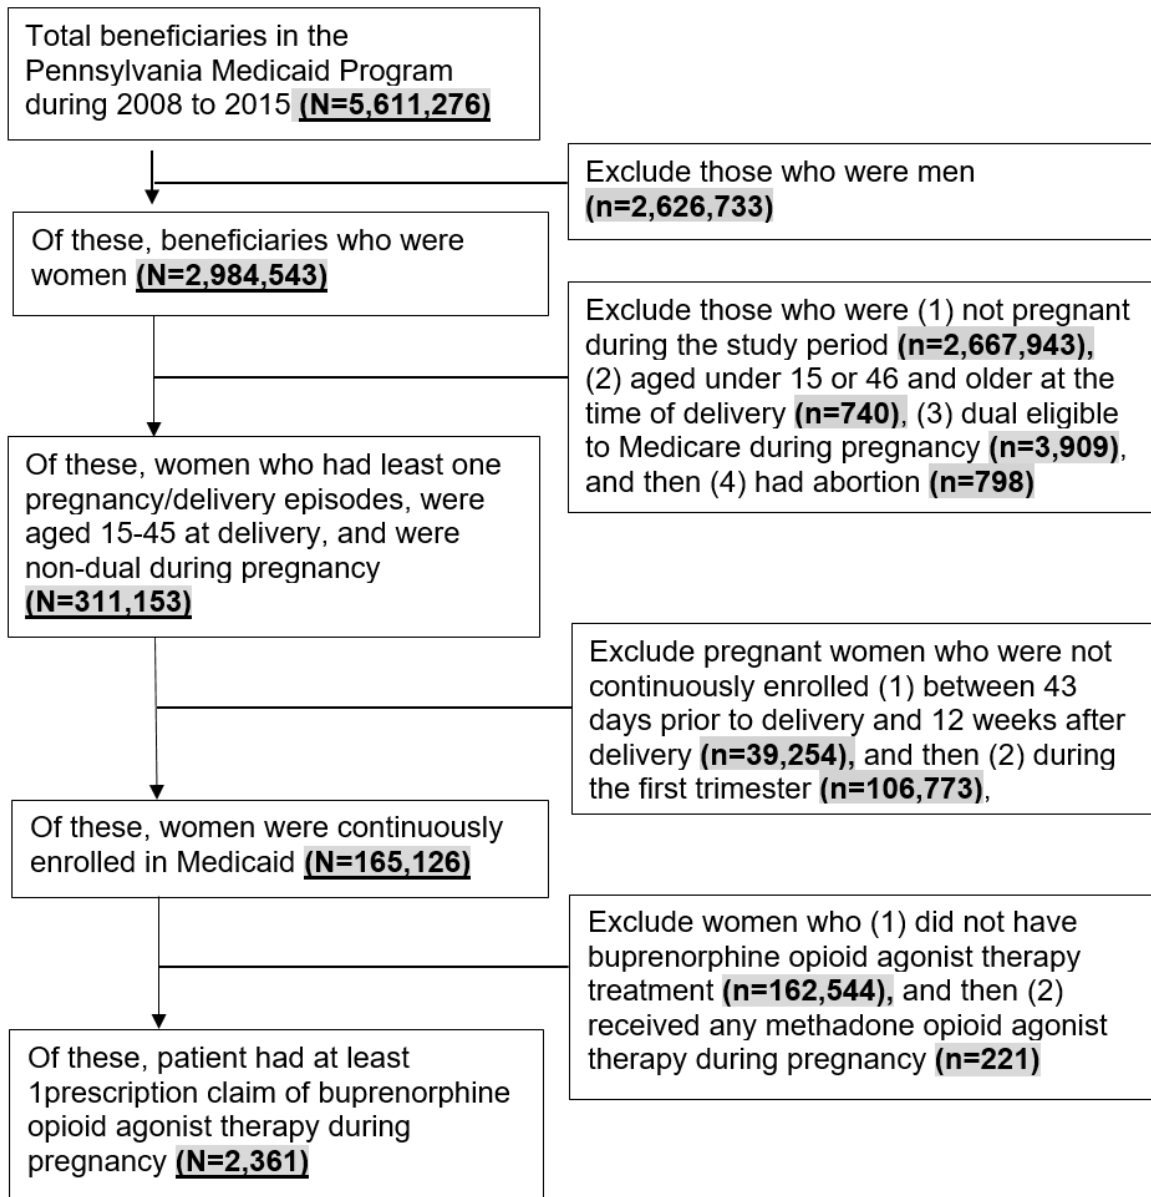 Total beneficiaries in the
Pennsylvania Medicaid Program
during 2008 to 2015 (N=5,611,276)
Exclude those who were men
(n=2,626,733)
Of these, beneficiaries who were
women (N=2,984,543)
Exclude those who were (1) not pregnant
during the study period (n=2,667,943),
(2) aged under 15 or 46 and older at the
time of delivery (n=740), (3) dual eligible
to Medicare during pregnancy (n=3,909),
and then (4) had abortion (n=798)
Of these, women who had least one
pregnancy/delivery episodes, were
aged 15-45 at delivery, and were
non-dual during pregnancy
(N=311,153)
Exclude pregnant women who were not
continuously enrolled (1) between 43
days prior to delivery and 12 weeks after
delivery (n=39,254), and then (2) during
the first trimester (n=106,773),
Of these, women were continuously
enrolled in Medicaid (N=165,126)
Exclude women who (1) did not have
buprenorphine opioid agonist therapy
treatment (n=162,544), and then (2)
received any methadone opioid agonist
therapy during pregnancy (n=221)
Of these, patient had at least
1prescription claim of buprenorphine
opioid agonist therapy during
pregnancy (N=2,361)